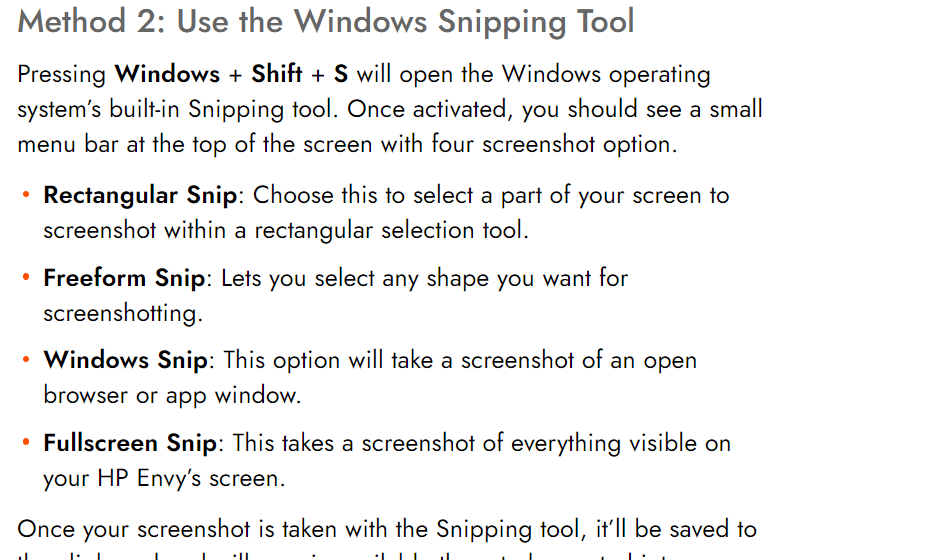 Method 2: Use the Windows Snipping Tool
Pressing Windows + Shift + S will open the Windows operating
system's built-in Snipping tool. Once activated, you should see a small
menu bar at the top of the screen with four screenshot option.
• Rectangular Snip: Choose this to select a part of your screen to
screenshot within a rectangular selection tool.
• Freeform Snip: Lets you select any shape you want for
screenshotting.
• Windows Snip: This option will take a screenshot of an open
browser or app window.
• Fullscreen Snip: This takes a screenshot of everything visible on
your HP Envy's screen.
Once your screenshot is taken with the Snipping tool, it'll be saved to